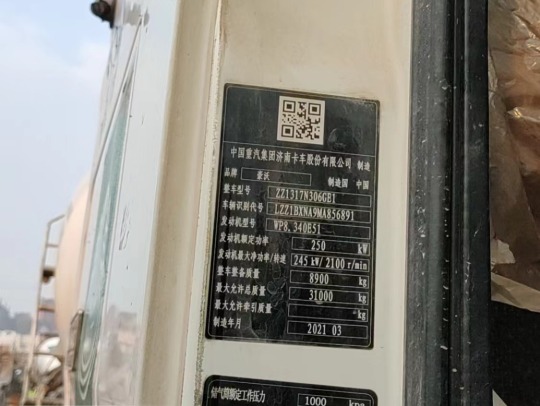 中国重汽集团济南卡车股份有限公司 制造
品牌 豪沃 制造国 中国
整车型号 ZZ1317N306GE1
车辆识别代号 LZZ1BXNA9MA856891
发动机型号 WP8.340E51
发动机额定功率 250 kW
发动机最大净功率/转速 245 kW/2100 r/min
整车整备质量 8900 kg
最大允许总质量 31000 kg
最大允许牵引质量 kg
制造年月 2021 03
储气筒额定工作压力 1000 kpa